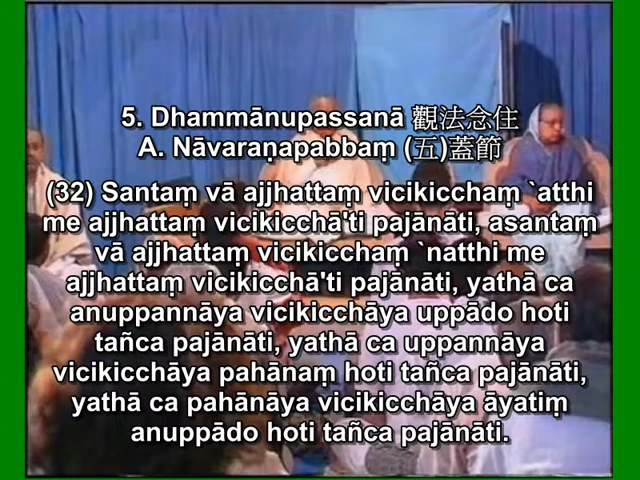 5. Dhammānupassanā 觀法念住
A. Nāvaraṇapabbaṃ (五)蓋節
(32) Santaṃ vā ajjhattaṃ vicikicchaṃ `atthi
me ajjhattaṃ vicikicchā'ti pajānāti, asantaṃ
vā ajjhattaṃ vicikicchaṃ `natthi me
ajjhattaṃ vicikicchā'ti pajānāti, yathā ca
anuppannāya vicikicchāya uppādo hoti
tañca pajānāti, yathā ca uppannāya
vicikicchāya pahānaṃ hoti tañca pajānāti,
yathā ca pahānāya vicikicchāya āyatiṃ
anuppādo hoti tañca pajānāti.